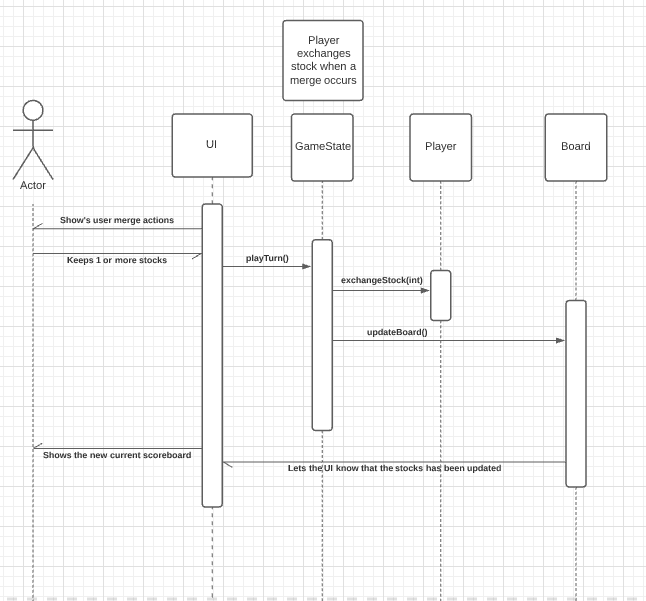 Player
exchanges
stock when a
merge occurs
UI
GameState
Player
Board
Actor
Show's user merge actions
Keeps 1 or more stocks
playTurn()
exchangeStock(int)
updateBoard()
Shows the new current scoreboard
Lets the UI know that the stocks has been updated